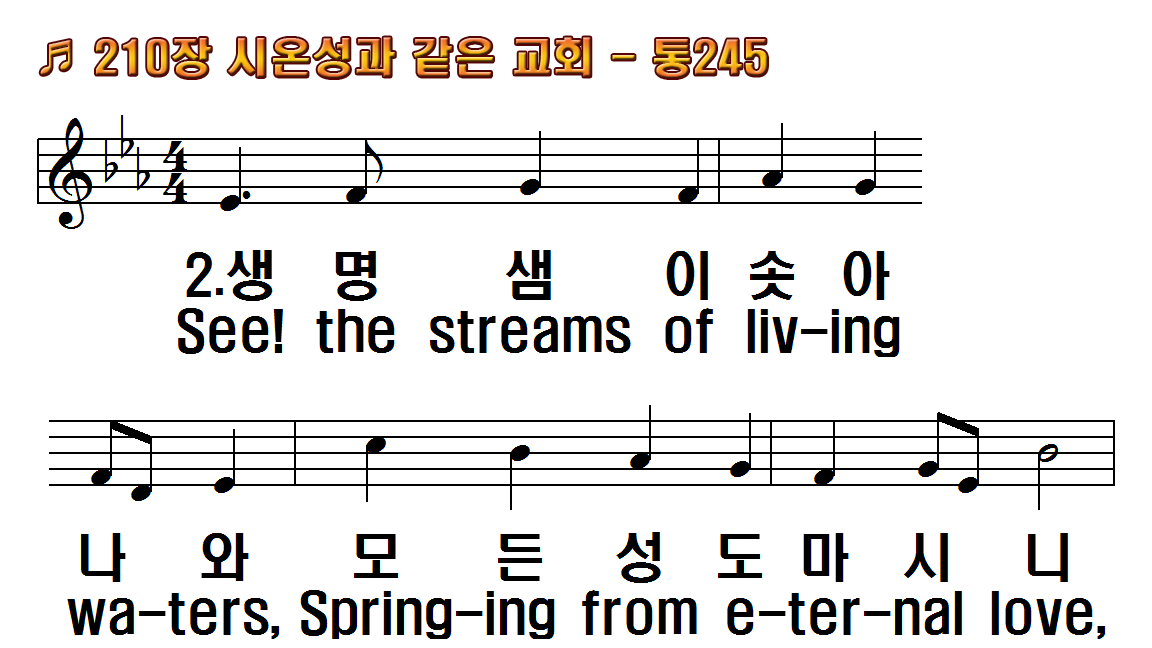 ♬ 210장 시온성과 같은 교회 - 통245
4
4
2.생 명 샘 이 솟 아
See! the streams of liv-ing
나 와 모 든 성 도 마 시 니
wa-ters, Spring-ing from e-ter-nal love,